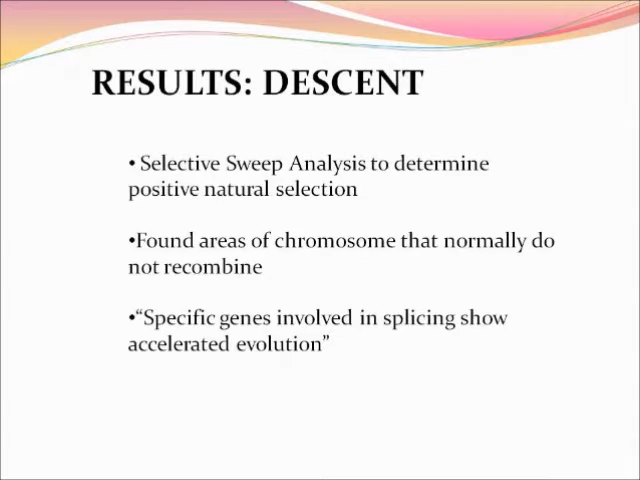 RESULTS: DESCENT
• Selective Sweep Analysis to determine
positive natural selection
•Found areas of chromosome that normally do
not recombine
•“Specific genes involved in splicing show
accelerated evolution”